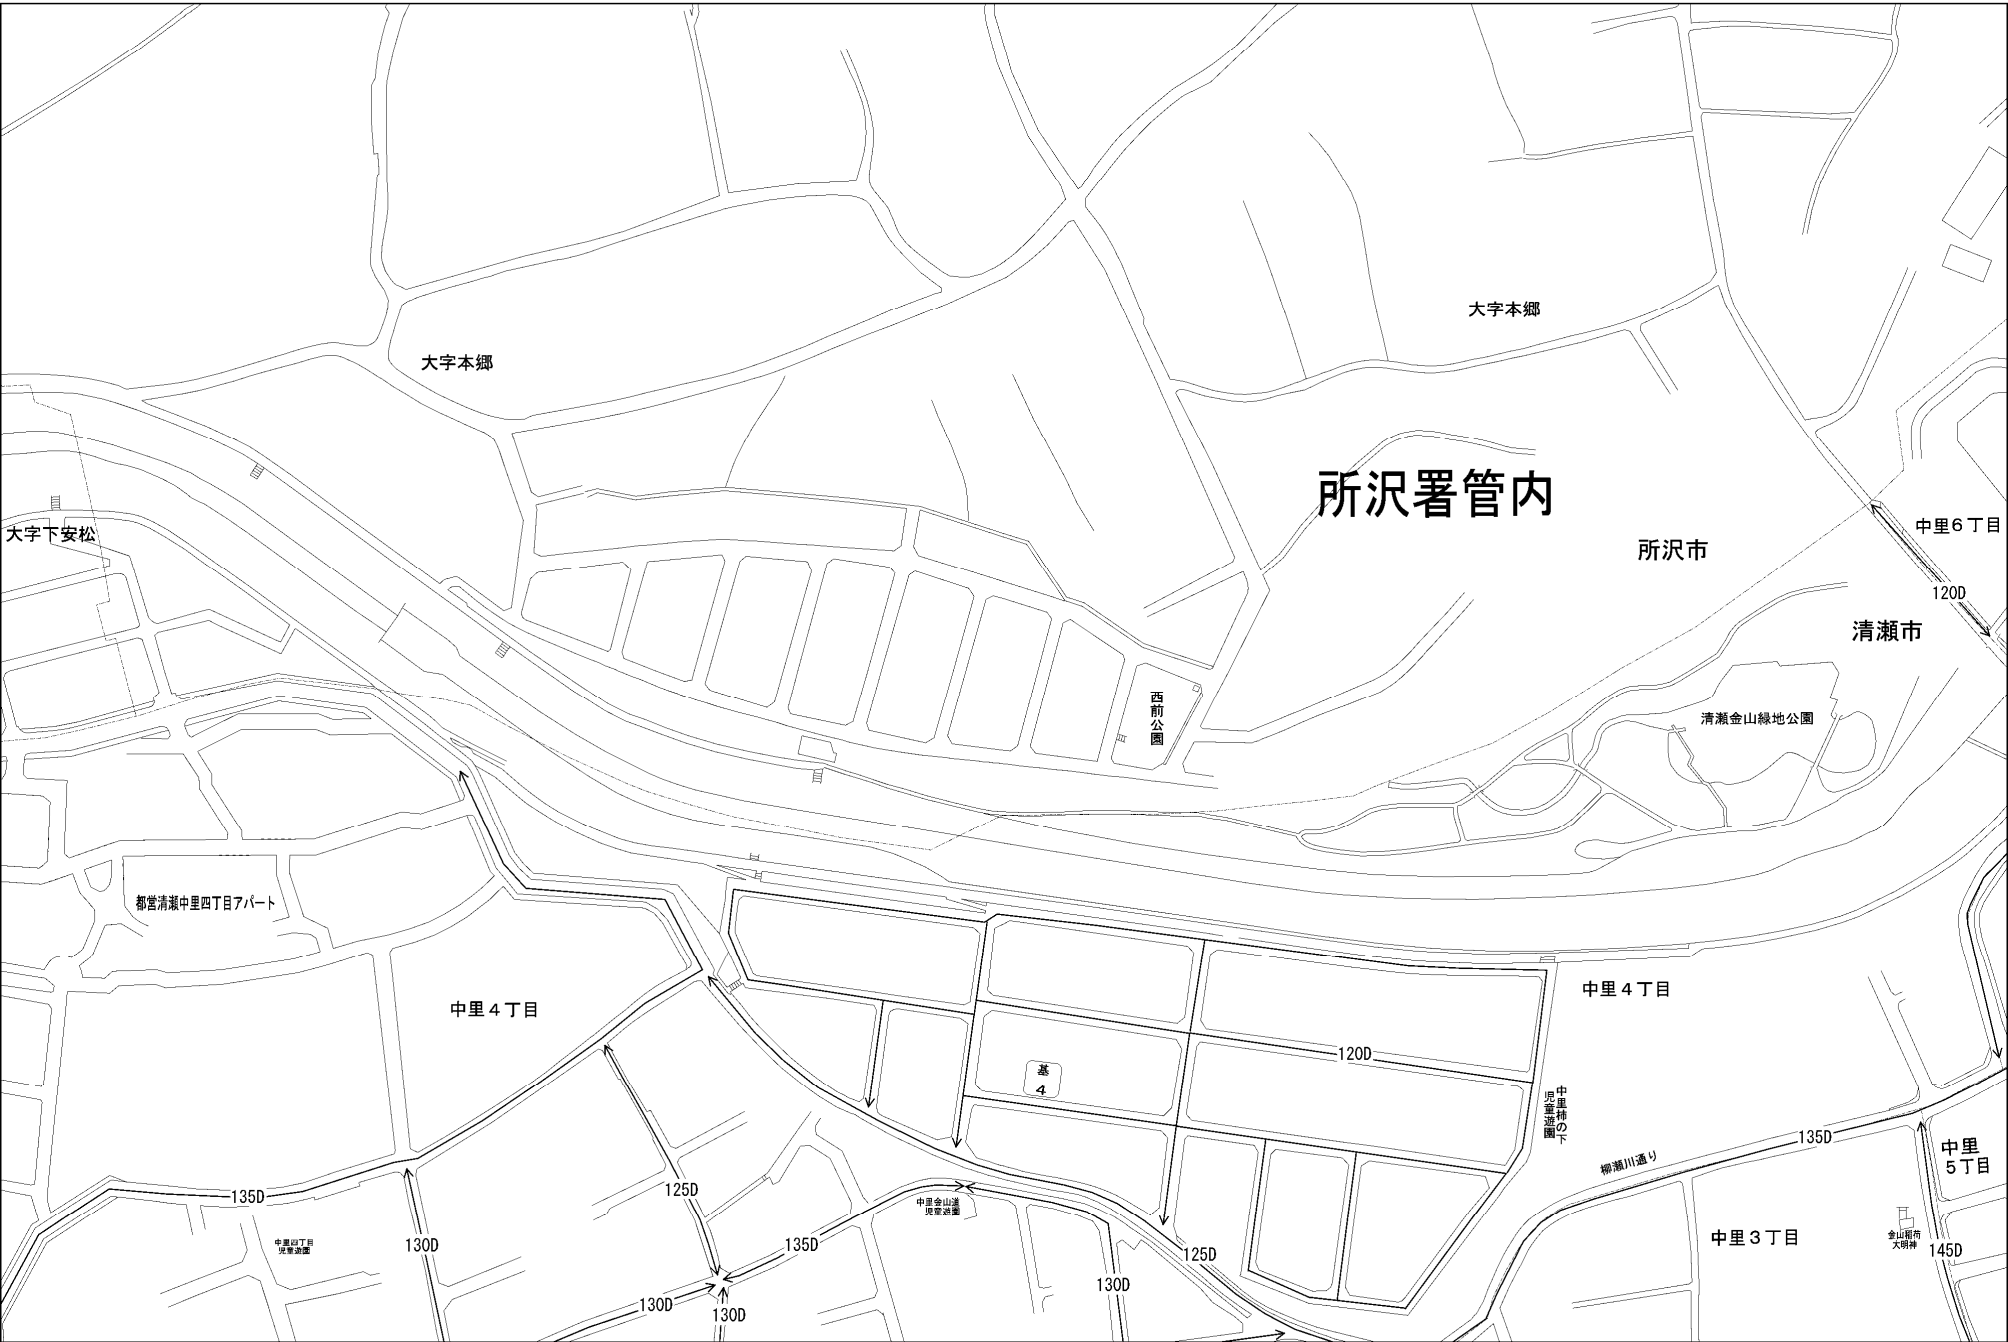 大字本郷
大字本郷
所沢署管内
大字下安松
中里6丁目
所沢市
120D
清瀬市
西前公園
清瀬金山緑地公園
都営清瀬中里四丁目アパート
中里4丁目
中里4丁目
120D
基
4
中里柿の下
児童遊園
135D
柳瀬川通り
中里
5丁目
125D
135D
中里金山道
児童遊園
中里四丁目
児童遊園
130D
135D
125D
中里3丁目
金山稲荷
大明神
145D
130D
130D
130D